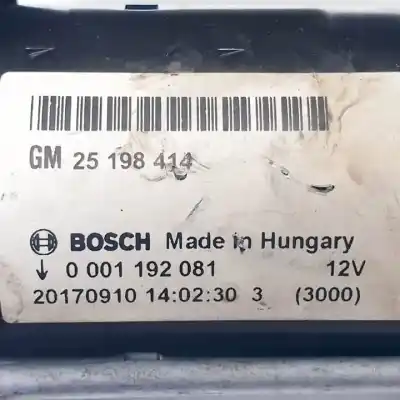 GM 25 198 414
BOSCH Made in Hungary
↓ 0 001 192 081 12V
20170910 14:02:30 3 (3000)